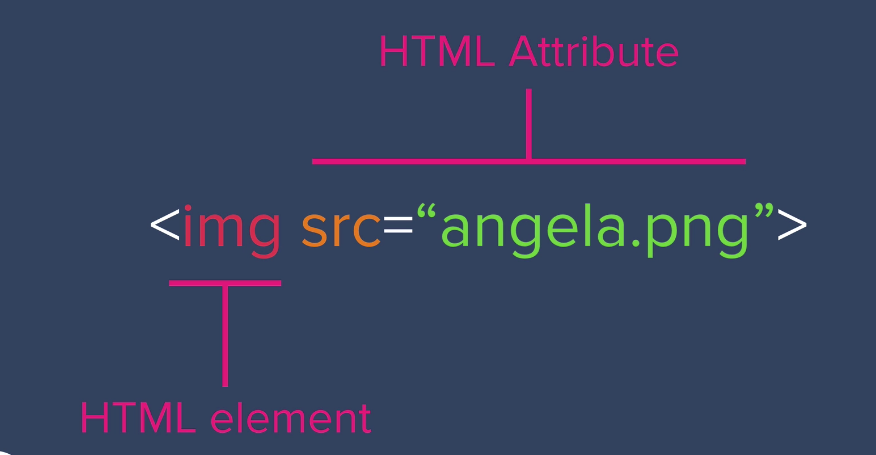 HTML Attribute
<img src=“angela.png”>
HTML element